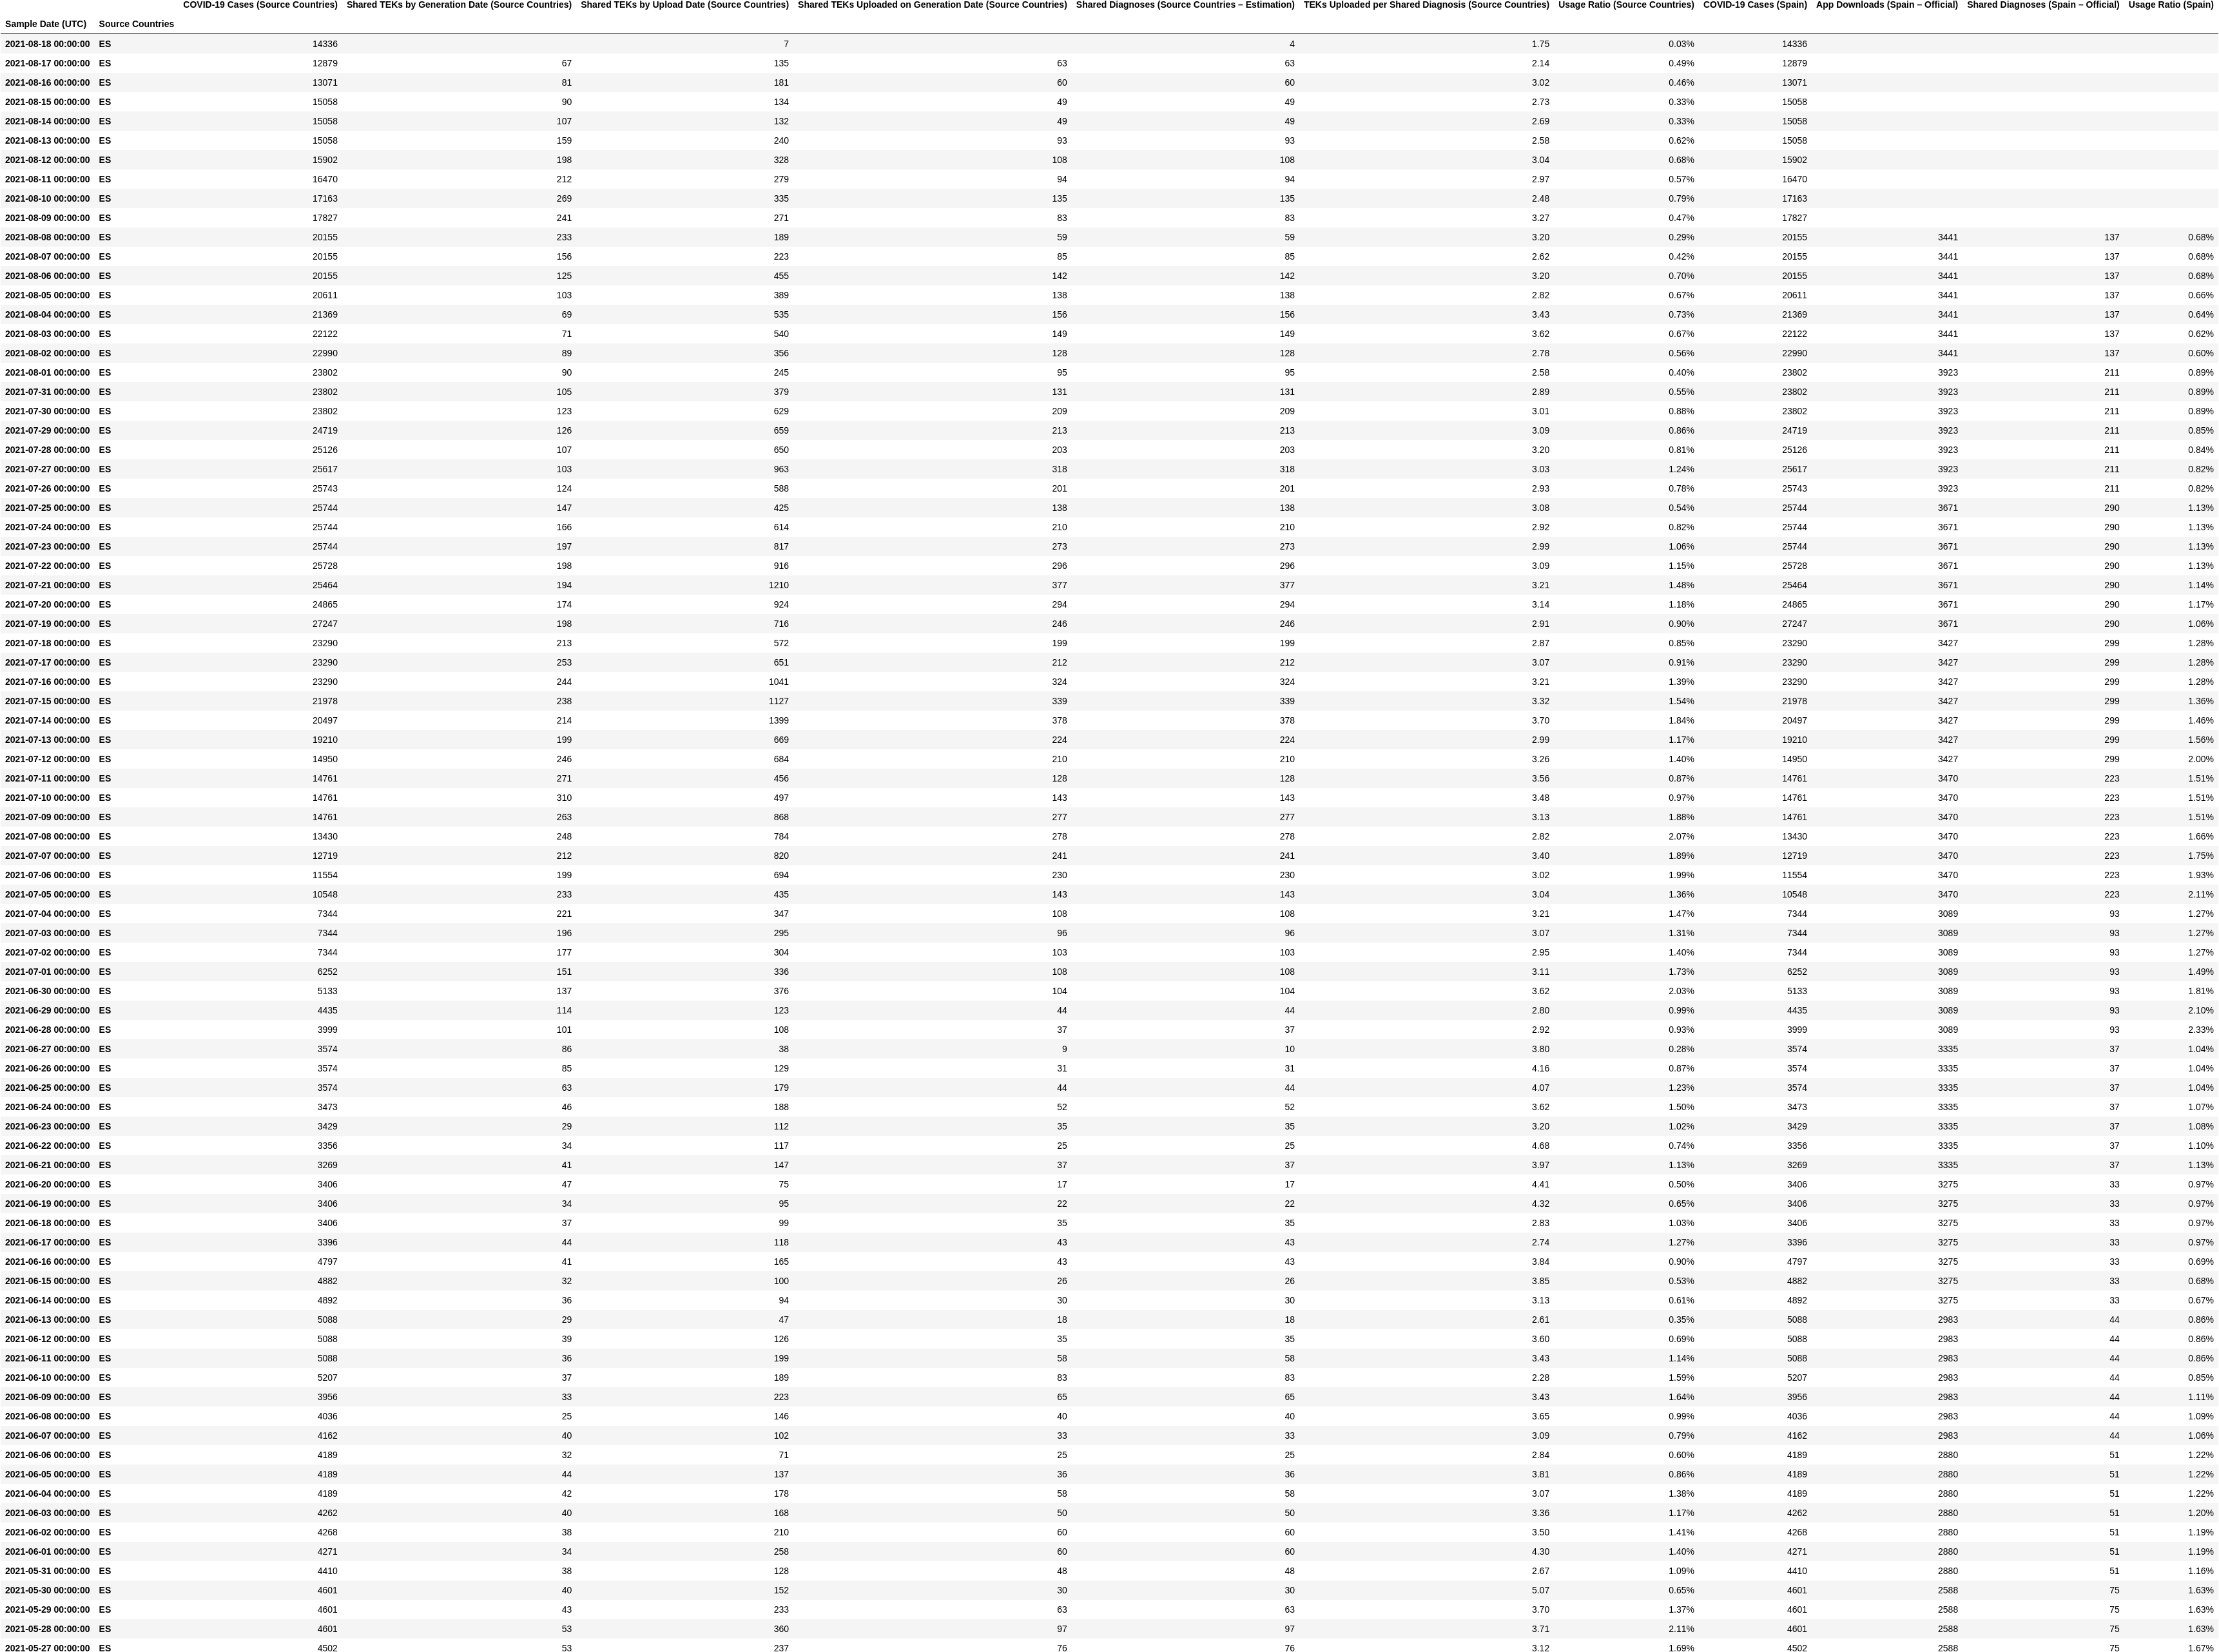 COVID-19 Cases (Source Countries) Shared TEKs by Generation Date (Source Countries) Shared TEKs by Upload Date (Source Countries) Shared TEKs Uploaded on Generation Date (Source Countries) Shared Diagnoses (Source Countries – Estimation) TEKs Uploaded per Shared Diagnosis (Source Countries) Usage Ratio (Source Countries) COVID-19 Cases (Spain) App Downloads (Spain – Official) Shared Diagnoses (Spain – Official) Usage Ratio (Spain)
Sample Date (UTC) Source Countries
2021-08-18 00:00:00 ES 14336 7 4 1.75 0.03% 14336
2021-08-17 00:00:00 ES 12879 67 135 63 63 2.14 0.49% 12879
2021-08-16 00:00:00 ES 13071 81 181 60 60 3.02 0.46% 13071
2021-08-15 00:00:00 ES 15058 90 134 49 49 2.73 0.33% 15058
2021-08-14 00:00:00 ES 15058 107 132 49 49 2.69 0.33% 15058
2021-08-13 00:00:00 ES 15058 159 240 93 93 2.58 0.62% 15058
2021-08-12 00:00:00 ES 15902 198 328 108 108 3.04 0.68% 15902
2021-08-11 00:00:00 ES 16470 212 279 94 94 2.97 0.57% 16470
2021-08-10 00:00:00 ES 17163 269 335 135 135 2.48 0.79% 17163
2021-08-09 00:00:00 ES 17827 241 271 83 83 3.27 0.47% 17827
2021-08-08 00:00:00 ES 20155 233 189 59 59 3.20 0.29% 20155 3441 137 0.68%
2021-08-07 00:00:00 ES 20155 156 223 85 85 2.62 0.42% 20155 3441 137 0.68%
2021-08-06 00:00:00 ES 20155 125 455 142 142 3.20 0.70% 20155 3441 137 0.68%
2021-08-05 00:00:00 ES 20611 103 389 138 138 2.82 0.67% 20611 3441 137 0.66%
2021-08-04 00:00:00 ES 21369 69 535 156 156 3.43 0.73% 21369 3441 137 0.64%
2021-08-03 00:00:00 ES 22122 71 540 149 149 3.62 0.67% 22122 3441 137 0.62%
2021-08-02 00:00:00 ES 22990 89 356 128 128 2.78 0.56% 22990 3441 137 0.60%
2021-08-01 00:00:00 ES 23802 90 245 95 95 2.58 0.40% 23802 3923 211 0.89%
2021-07-31 00:00:00 ES 23802 105 379 131 131 2.89 0.55% 23802 3923 211 0.89%
2021-07-30 00:00:00 ES 23802 123 629 209 209 3.01 0.88% 23802 3923 211 0.89%
2021-07-29 00:00:00 ES 24719 126 659 213 213 3.09 0.86% 24719 3923 211 0.85%
2021-07-28 00:00:00 ES 25126 107 650 203 203 3.20 0.81% 25126 3923 211 0.84%
2021-07-27 00:00:00 ES 25617 103 963 318 318 3.03 1.24% 25617 3923 211 0.82%
2021-07-26 00:00:00 ES 25743 124 588 201 201 2.93 0.78% 25743 3923 211 0.82%
2021-07-25 00:00:00 ES 25744 147 425 138 138 3.08 0.54% 25744 3671 290 1.13%
2021-07-24 00:00:00 ES 25744 166 614 210 210 2.92 0.82% 25744 3671 290 1.13%
2021-07-23 00:00:00 ES 25744 197 817 273 273 2.99 1.06% 25744 3671 290 1.13%
2021-07-22 00:00:00 ES 25728 198 916 296 296 3.09 1.15% 25728 3671 290 1.13%
2021-07-21 00:00:00 ES 25464 194 1210 377 377 3.21 1.48% 25464 3671 290 1.14%
2021-07-20 00:00:00 ES 24865 174 924 294 294 3.14 1.18% 24865 3671 290 1.17%
2021-07-19 00:00:00 ES 27247 198 716 246 246 2.91 0.90% 27247 3671 290 1.06%
2021-07-18 00:00:00 ES 23290 213 572 199 199 2.87 0.85% 23290 3427 299 1.28%
2021-07-17 00:00:00 ES 23290 253 651 212 212 3.07 0.91% 23290 3427 299 1.28%
2021-07-16 00:00:00 ES 23290 244 1041 324 324 3.21 1.39% 23290 3427 299 1.28%
2021-07-15 00:00:00 ES 21978 238 1127 339 339 3.32 1.54% 21978 3427 299 1.36%
2021-07-14 00:00:00 ES 20497 214 1399 378 378 3.70 1.84% 20497 3427 299 1.46%
2021-07-13 00:00:00 ES 19210 199 669 224 224 2.99 1.17% 19210 3427 299 1.56%
2021-07-12 00:00:00 ES 14950 246 684 210 210 3.26 1.40% 14950 3427 299 2.00%
2021-07-11 00:00:00 ES 14761 271 456 128 128 3.56 0.87% 14761 3470 223 1.51%
2021-07-10 00:00:00 ES 14761 310 497 143 143 3.48 0.97% 14761 3470 223 1.51%
2021-07-09 00:00:00 ES 14761 263 868 277 277 3.13 1.88% 14761 3470 223 1.51%
2021-07-08 00:00:00 ES 13430 248 784 278 278 2.82 2.07% 13430 3470 223 1.66%
2021-07-07 00:00:00 ES 12719 212 820 241 241 3.40 1.89% 12719 3470 223 1.75%
2021-07-06 00:00:00 ES 11554 199 694 230 230 3.02 1.99% 11554 3470 223 1.93%
2021-07-05 00:00:00 ES 10548 233 435 143 143 3.04 1.36% 10548 3470 223 2.11%
2021-07-04 00:00:00 ES 7344 221 347 108 108 3.21 1.47% 7344 3089 93 1.27%
2021-07-03 00:00:00 ES 7344 196 295 96 96 3.07 1.31% 7344 3089 93 1.27%
2021-07-02 00:00:00 ES 7344 177 304 103 103 2.95 1.40% 7344 3089 93 1.27%
2021-07-01 00:00:00 ES 6252 151 336 108 108 3.11 1.73% 6252 3089 93 1.49%
2021-06-30 00:00:00 ES 5133 137 376 104 104 3.62 2.03% 5133 3089 93 1.81%
2021-06-29 00:00:00 ES 4435 114 123 44 44 2.80 0.99% 4435 3089 93 2.10%
2021-06-28 00:00:00 ES 3999 101 108 37 37 2.92 0.93% 3999 3089 93 2.33%
2021-06-27 00:00:00 ES 3574 86 38 9 10 3.80 0.28% 3574 3335 37 1.04%
2021-06-26 00:00:00 ES 3574 85 129 31 31 4.16 0.87% 3574 3335 37 1.04%
2021-06-25 00:00:00 ES 3574 63 179 44 44 4.07 1.23% 3574 3335 37 1.04%
2021-06-24 00:00:00 ES 3473 46 188 52 52 3.62 1.50% 3473 3335 37 1.07%
2021-06-23 00:00:00 ES 3429 29 112 35 35 3.20 1.02% 3429 3335 37 1.08%
2021-06-22 00:00:00 ES 3356 34 117 25 25 4.68 0.74% 3356 3335 37 1.10%
2021-06-21 00:00:00 ES 3269 41 147 37 37 3.97 1.13% 3269 3335 37 1.13%
2021-06-20 00:00:00 ES 3406 47 75 17 17 4.41 0.50% 3406 3275 33 0.97%
2021-06-19 00:00:00 ES 3406 34 95 22 22 4.32 0.65% 3406 3275 33 0.97%
2021-06-18 00:00:00 ES 3406 37 99 35 35 2.83 1.03% 3406 3275 33 0.97%
2021-06-17 00:00:00 ES 3396 44 118 43 43 2.74 1.27% 3396 3275 33 0.97%
2021-06-16 00:00:00 ES 4797 41 165 43 43 3.84 0.90% 4797 3275 33 0.69%
2021-06-15 00:00:00 ES 4882 32 100 26 26 3.85 0.53% 4882 3275 33 0.68%
2021-06-14 00:00:00 ES 4892 36 94 30 30 3.13 0.61% 4892 3275 33 0.67%
2021-06-13 00:00:00 ES 5088 29 47 18 18 2.61 0.35% 5088 2983 44 0.86%
2021-06-12 00:00:00 ES 5088 39 126 35 35 3.60 0.69% 5088 2983 44 0.86%
2021-06-11 00:00:00 ES 5088 36 199 58 58 3.43 1.14% 5088 2983 44 0.86%
2021-06-10 00:00:00 ES 5207 37 189 83 83 2.28 1.59% 5207 2983 44 0.85%
2021-06-09 00:00:00 ES 3956 33 223 65 65 3.43 1.64% 3956 2983 44 1.11%
2021-06-08 00:00:00 ES 4036 25 146 40 40 3.65 0.99% 4036 2983 44 1.09%
2021-06-07 00:00:00 ES 4162 40 102 33 33 3.09 0.79% 4162 2983 44 1.06%
2021-06-06 00:00:00 ES 4189 32 71 25 25 2.84 0.60% 4189 2880 51 1.22%
2021-06-05 00:00:00 ES 4189 44 137 36 36 3.81 0.86% 4189 2880 51 1.22%
2021-06-04 00:00:00 ES 4189 42 178 58 58 3.07 1.38% 4189 2880 51 1.22%
2021-06-03 00:00:00 ES 4262 40 168 50 50 3.36 1.17% 4262 2880 51 1.20%
2021-06-02 00:00:00 ES 4268 38 210 60 60 3.50 1.41% 4268 2880 51 1.19%
2021-06-01 00:00:00 ES 4271 34 258 60 60 4.30 1.40% 4271 2880 51 1.19%
2021-05-31 00:00:00 ES 4410 38 128 48 48 2.67 1.09% 4410 2880 51 1.16%
2021-05-30 00:00:00 ES 4601 40 152 30 30 5.07 0.65% 4601 2588 75 1.63%
2021-05-29 00:00:00 ES 4601 43 233 63 63 3.70 1.37% 4601 2588 75 1.63%
2021-05-28 00:00:00 ES 4601 53 360 97 97 3.71 2.11% 4601 2588 75 1.63%
2021-05-27 00:00:00 ES 4502 53 237 76 76 3.12 1.69% 4502 2588 75 1.67%